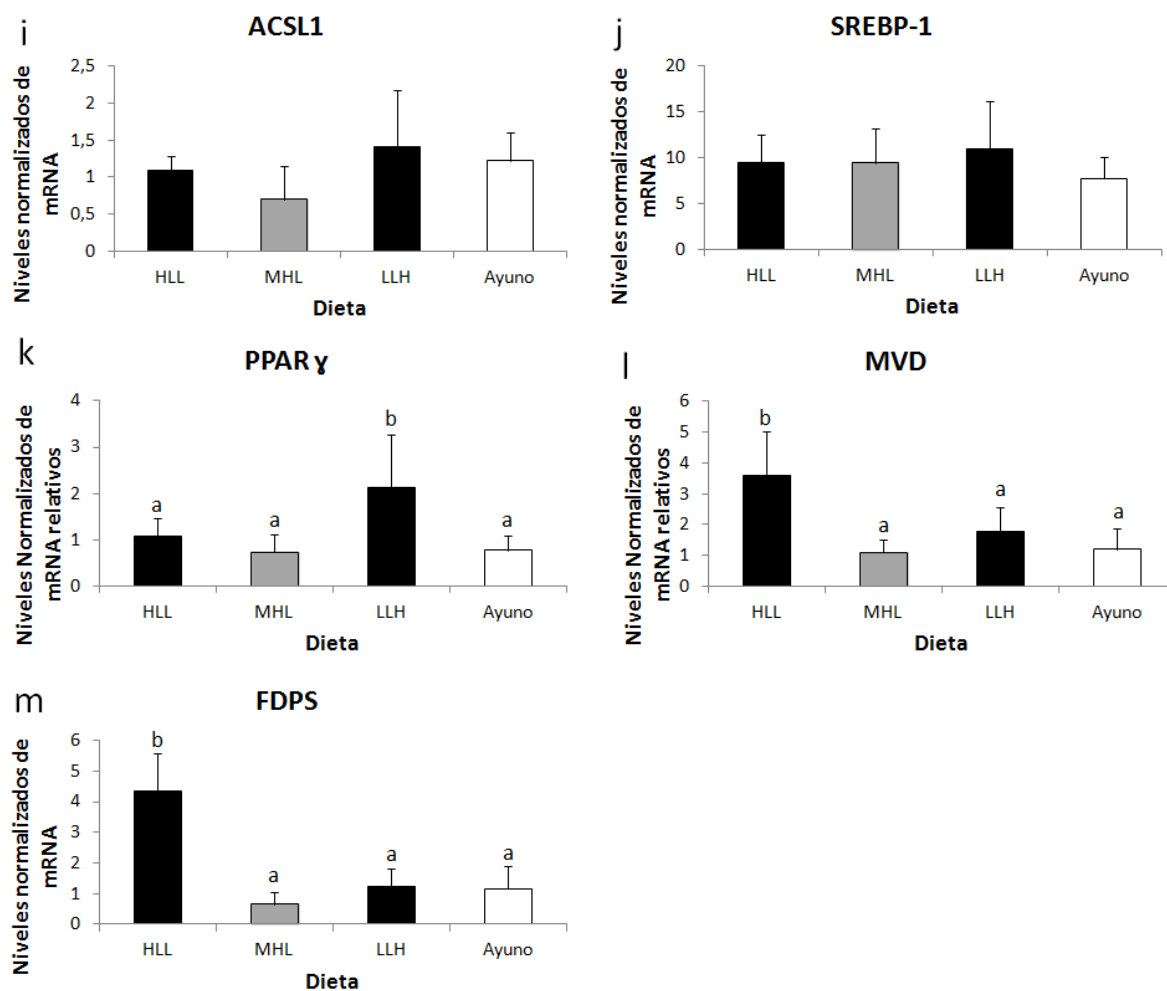 i
ACSL1
Niveles normalizados de
mRNA
2,5
2
1,5
1
0,5
0
HLL MHL LLH Ayuno
Dieta
j
SREBP-1
Niveles normalizados de
mRNA
20
15
10
5
0
HLL MHL LLH Ayuno
Dieta
k
PPAR ɣ
Niveles Normalizados de
mRNA relativos
4
3
2
1
0
a a b a
HLL MHL LLH Ayuno
Dieta
l
MVD
Niveles Normalizados de
mRNA relativos
6
5
4
3
2
1
0
b a a a
HLL MHL LLH Ayuno
Dieta
m
FDPS
Niveles normalizados de
mRNA
6
5
4
3
2
1
0
b a a a
HLL MHL LLH Ayuno
Dieta